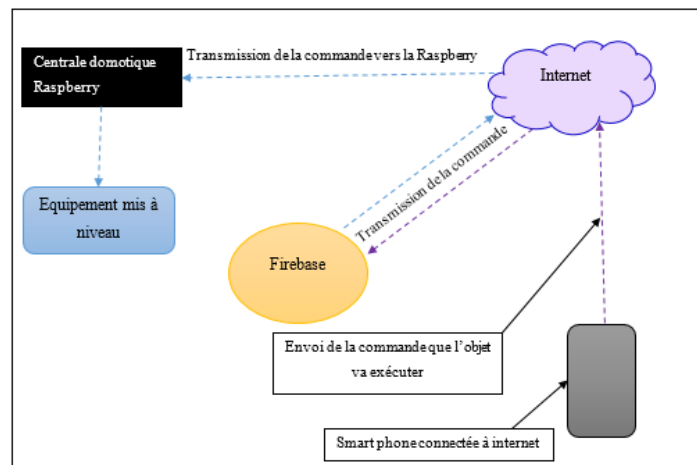 Transmission de la commande vers la Raspberry
Centrale domotique
Raspberry
Internet
Transmission de la commande
Equipement mis à
niveau
Firebase
Envoi de la commande que l'objet
va exécuter
Smart phone connectée à internet